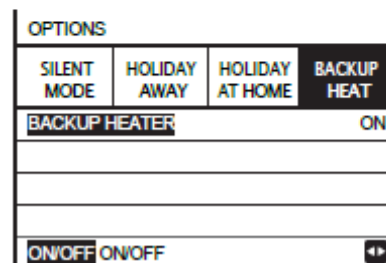 OPTIONS
SILENT MODE HOLIDAY AWAY HOLIDAY AT HOME BACKUP HEAT
BACKUP HEATER ON
ON/OFF ON/OFF